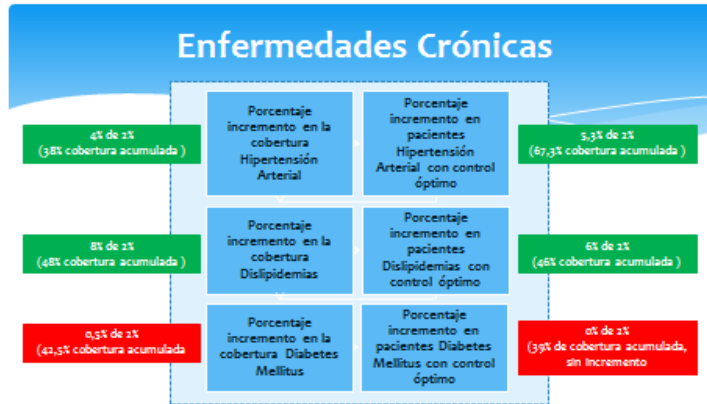 Enfermedades Crónicas
4% de 2%
(38% cobertura acumulada )
Porcentaje
incremento en la
cobertura
Hipertensión
Arterial
Porcentaje
incremento en
pacientes
Hipertensión
Arterial con control
óptimo
5,3% de 2%
(67,3% cobertura acumulada )
8% de 2%
(48% cobertura acumulada )
Porcentaje
incremento en la
cobertura
Dislipidemias
Porcentaje
incremento en
pacientes
Dislipidemias con
control óptimo
6% de 2%
(46% cobertura acumulada )
0,5% de 2%
(42,5% cobertura acumulada
Porcentaje
incremento en la
cobertura Diabetes
Mellitus
Porcentaje
incremento en
pacientes Diabetes
Mellitus con control
óptimo
0% de 2%
(39% de cobertura acumulada,
sin incremento